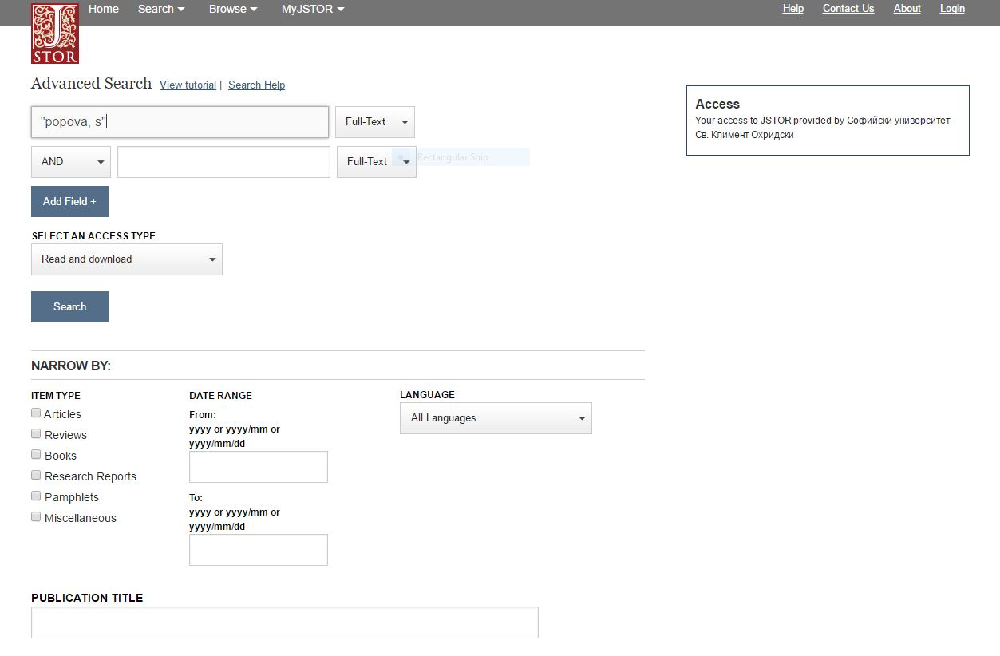 Home Search Browse MyJSTOR Help Contact Us About Login
J
STOR
Advanced Search View tutorial | Search Help
"popova, s" Full-Text
AND Full-Text Rectangular Snip
Add Field +
SELECT AN ACCESS TYPE
Read and download
Search
Access
Your access to JSTOR provided by Софийски университет
Св. Климент Охридски
NARROW BY:
ITEM TYPE
Articles
Reviews
Books
Research Reports
Pamphlets
Miscellaneous
DATE RANGE
From:
yyyy or yyyy/mm or
yyyy/mm/dd
To:
yyyy or yyyy/mm or
yyyy/mm/dd
LANGUAGE
All Languages
PUBLICATION TITLE